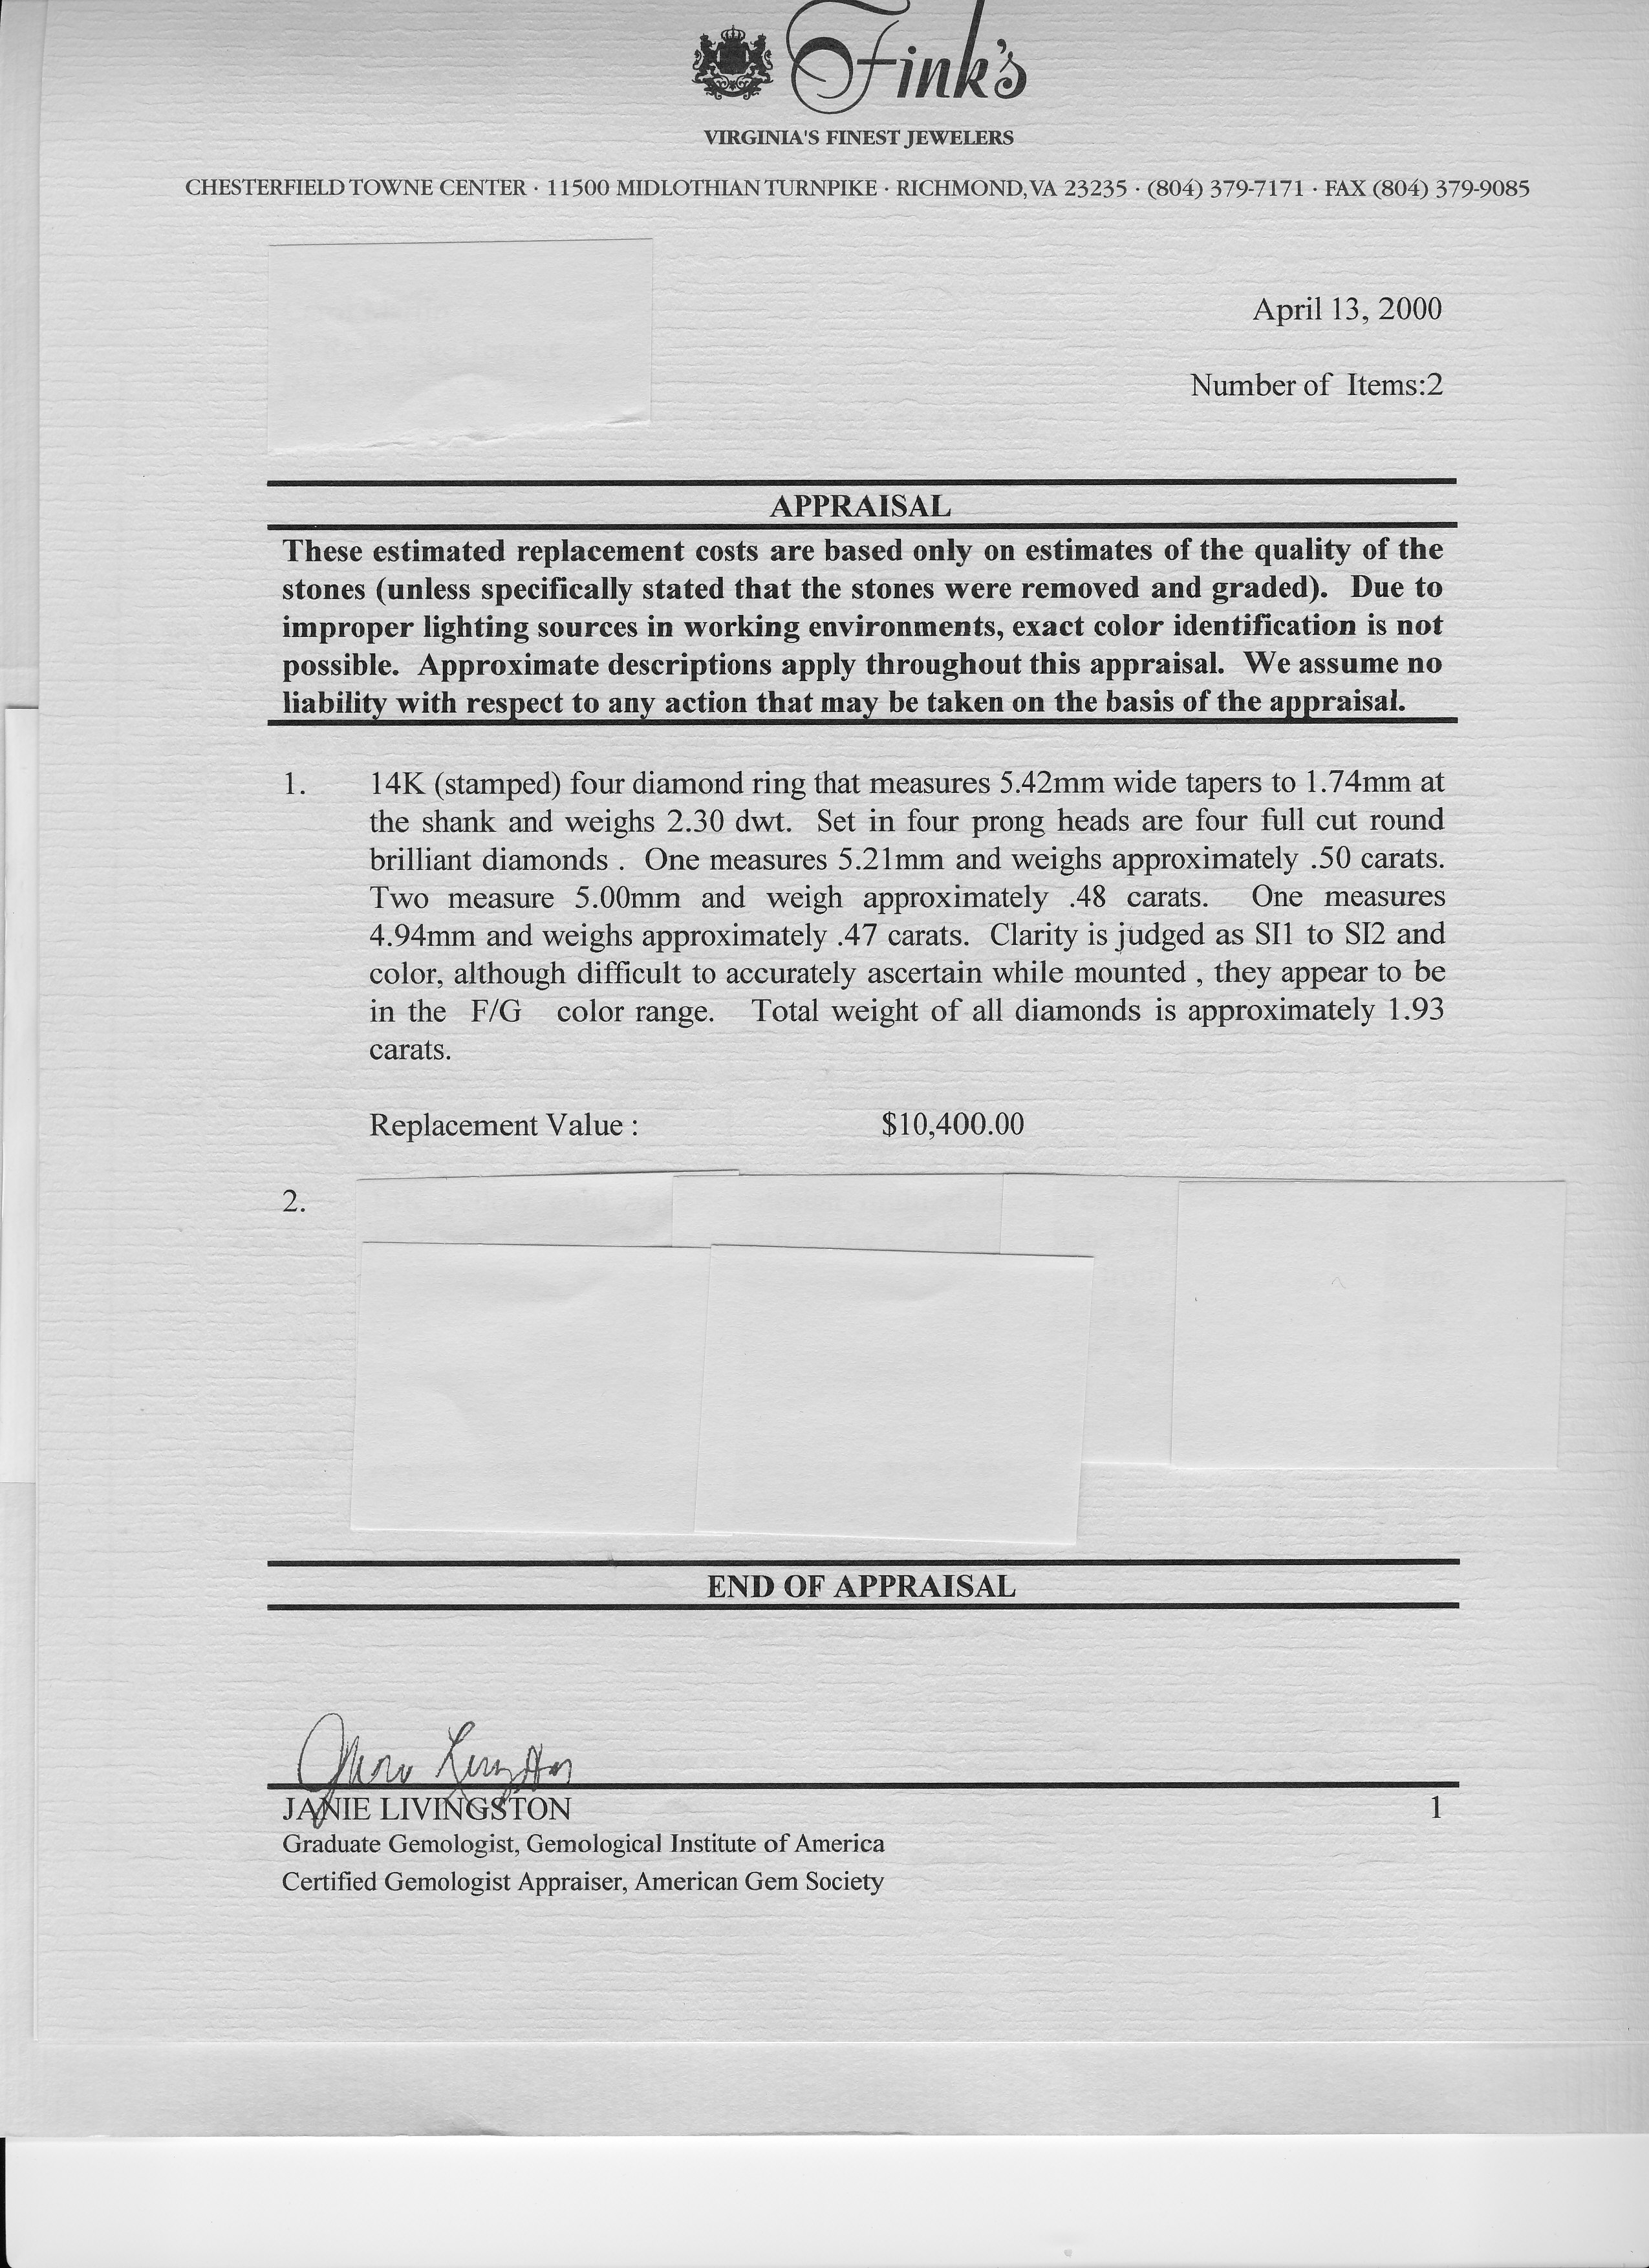 Fink's
VIRGINIA'S FINEST JEWELERS
CHESTERFIELD TOWNE CENTER · 11500 MIDLOTHIAN TURNPIKE · RICHMOND, VA 23235 · (804) 379-7171 · FAX (804) 379-9085
April 13, 2000
Number of Items:2
APPRAISAL
These estimated replacement costs are based only on estimates of the quality of the
stones (unless specifically stated that the stones were removed and graded). Due to
improper lighting sources in working environments, exact color identification is not
possible. Approximate descriptions apply throughout this appraisal. We assume no
liability with respect to any action that may be taken on the basis of the appraisal.
1. 14K (stamped) four diamond ring that measures 5.42mm wide tapers to 1.74mm at
the shank and weighs 2.30 dwt. Set in four prong heads are four full cut round
brilliant diamonds . One measures 5.21mm and weighs approximately .50 carats.
Two measure 5.00mm and weigh approximately .48 carats. One measures
4.94mm and weighs approximately .47 carats. Clarity is judged as SI1 to SI2 and
color, although difficult to accurately ascertain while mounted , they appear to be
in the F/G color range. Total weight of all diamonds is approximately 1.93
carats.
Replacement Value : $10,400.00
2.
END OF APPRAISAL
JANIE LIVINGSTON 1
Graduate Gemologist, Gemological Institute of America
Certified Gemologist Appraiser, American Gem Society